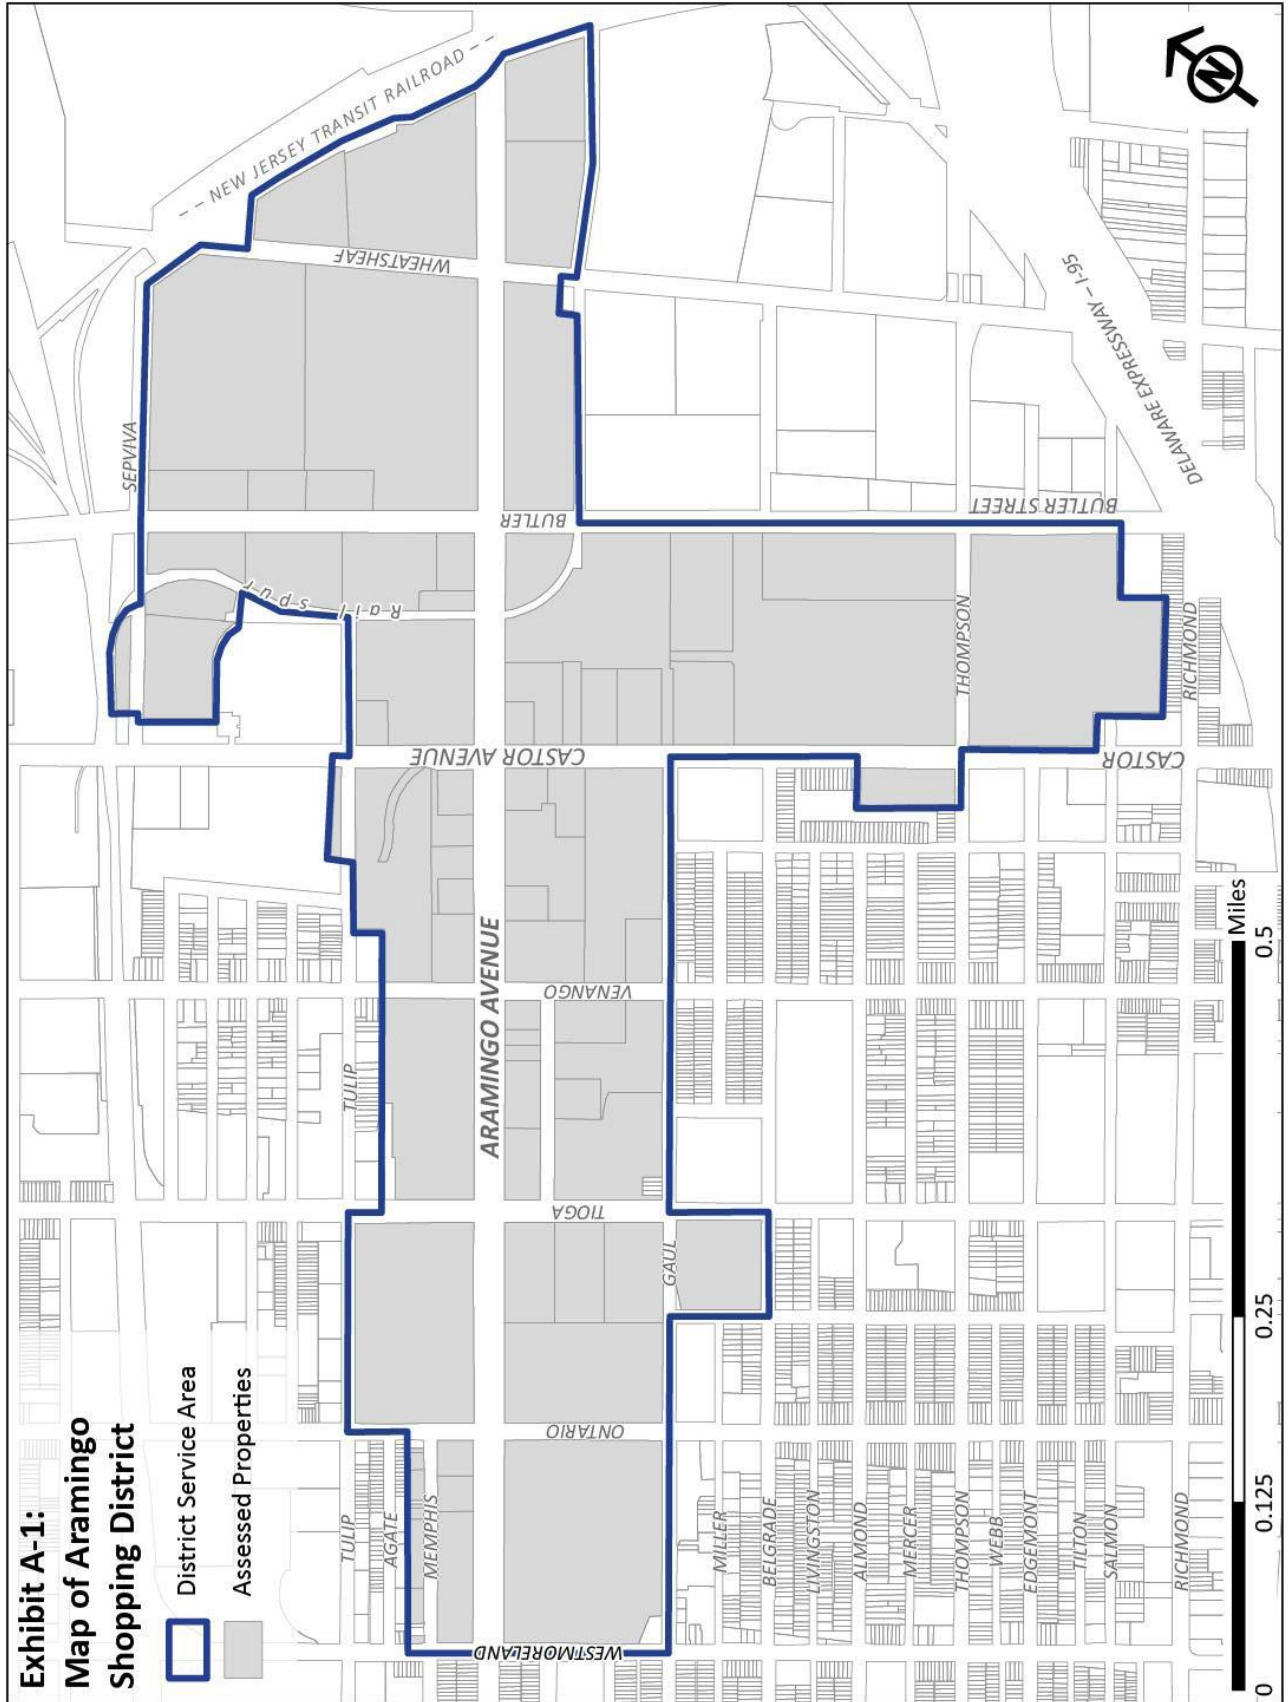 Exhibit A-1:
Map of Aramingo
Shopping District
District Service Area
Assessed Properties
-- NEW JERSEY TRANSIT RAILROAD --
N
SEPVIVA
WHEATSHEAF
BUTLER
BUTLER STREET
DELAWARE EXPRESSWAY – I-95
Rail spur
THOMPSON
RICHMOND
CASTOR AVENUE
CASTOR
ARAMINGO AVENUE
VENANGO
TULIP
TIOGA
GAUL
ONTARIO
TULIP
AGATE
MEMPHIS
WESTMORELAND
MILLER
BELGRADE
LIVINGSTON
ALMOND
MERCER
THOMPSON
WEBB
EDGEMONT
TILTON
SALMON
RICHMOND
0 0.125 0.25 0.5
Miles